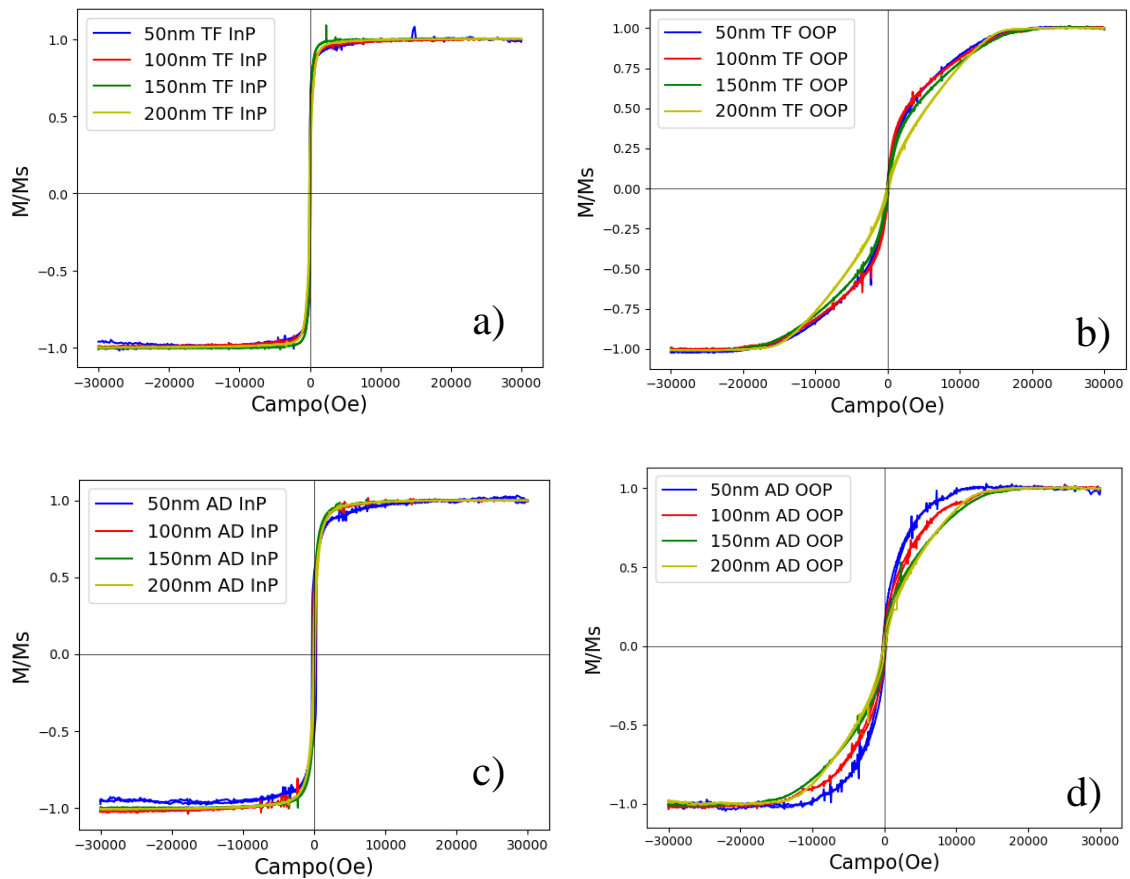 50nm TF InP
100nm TF InP
150nm TF InP
200nm TF InP
1.0
0.5
0.0
−0.5
−1.0
M/Ms
a)
−30000 −20000 −10000 0 10000 20000 30000
Campo(Oe)
50nm TF OOP
100nm TF OOP
150nm TF OOP
200nm TF OOP
1.00
0.75
0.50
0.25
0.00
−0.25
−0.50
−0.75
−1.00
M/Ms
b)
−30000 −20000 −10000 0 10000 20000 30000
Campo(Oe)
50nm AD InP
100nm AD InP
150nm AD InP
200nm AD InP
1.0
0.5
0.0
−0.5
−1.0
M/Ms
c)
−30000 −20000 −10000 0 10000 20000 30000
Campo(Oe)
50nm AD OOP
100nm AD OOP
150nm AD OOP
200nm AD OOP
1.0
0.5
0.0
−0.5
−1.0
M/Ms
d)
−30000 −20000 −10000 0 10000 20000 30000
Campo(Oe)